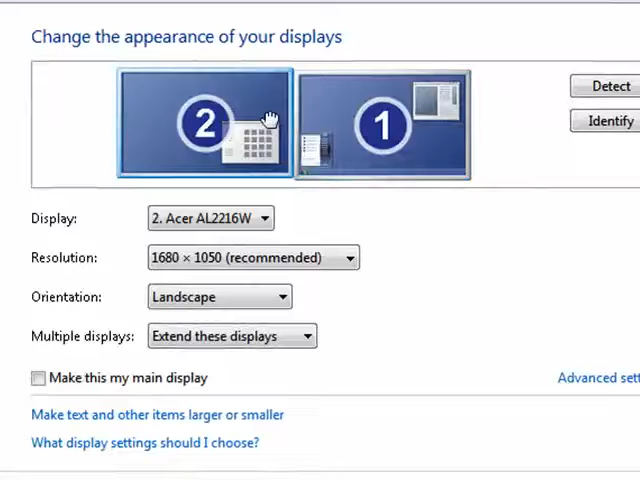 Change the appearance of your displays
2
1
Detect
Identify
Display:
2. Acer AL2216W
Resolution:
1680 × 1050 (recommended)
Orientation:
Landscape
Multiple displays:
Extend these displays
Make this my main display
Advanced sett
Make text and other items larger or smaller
What display settings should I choose?